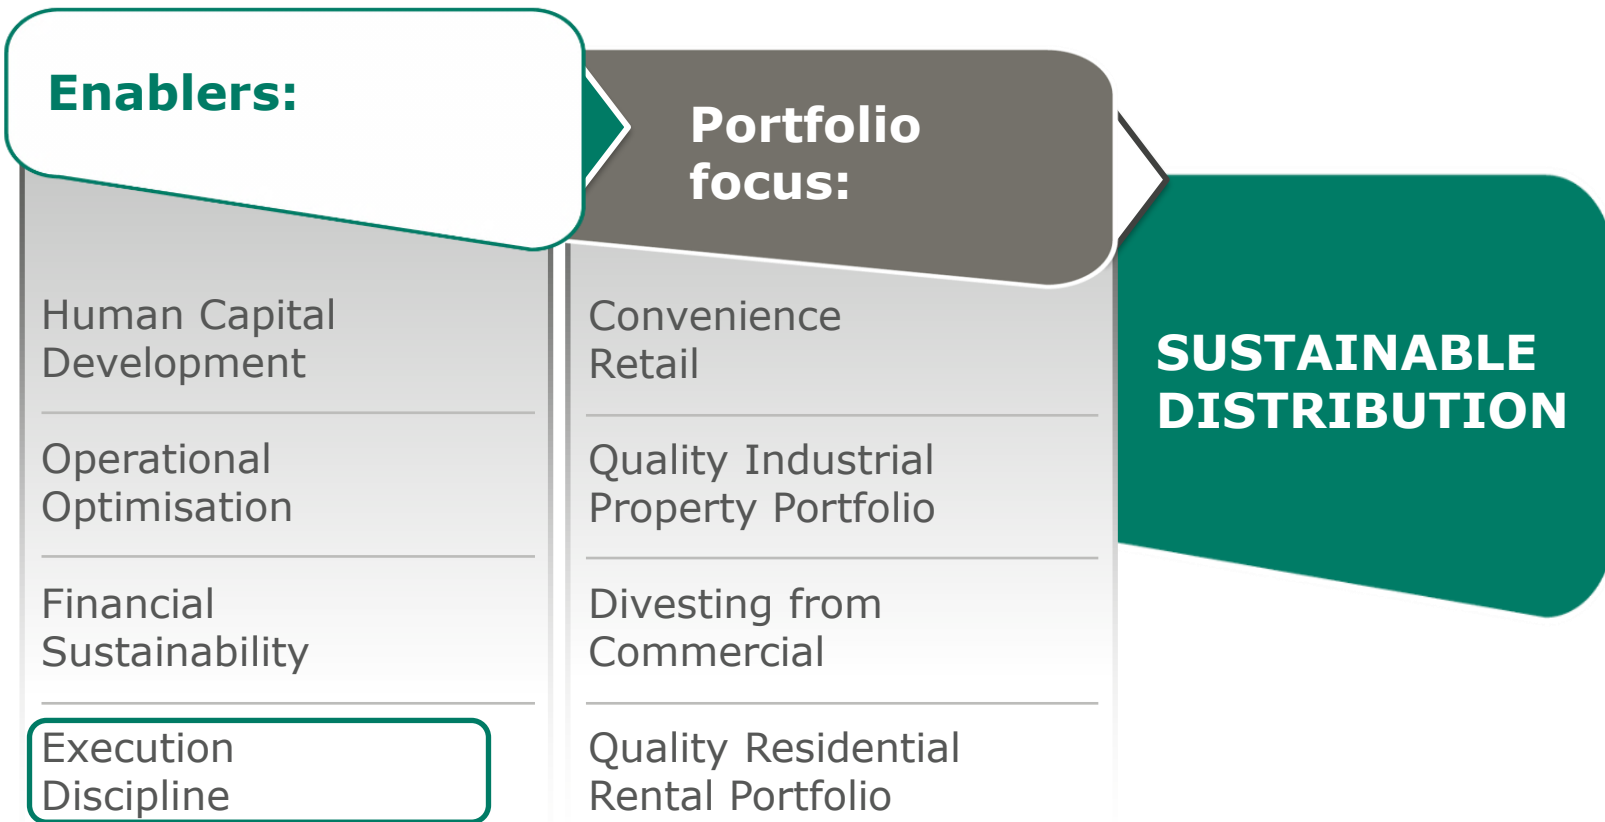 Enablers:
Human Capital
Development
Operational
Optimisation
Financial
Sustainability
Execution
Discipline
Portfolio
focus:
Convenience
Retail
Quality Industrial
Property Portfolio
Divesting from
Commercial
Quality Residential
Rental Portfolio
SUSTAINABLE
DISTRIBUTION